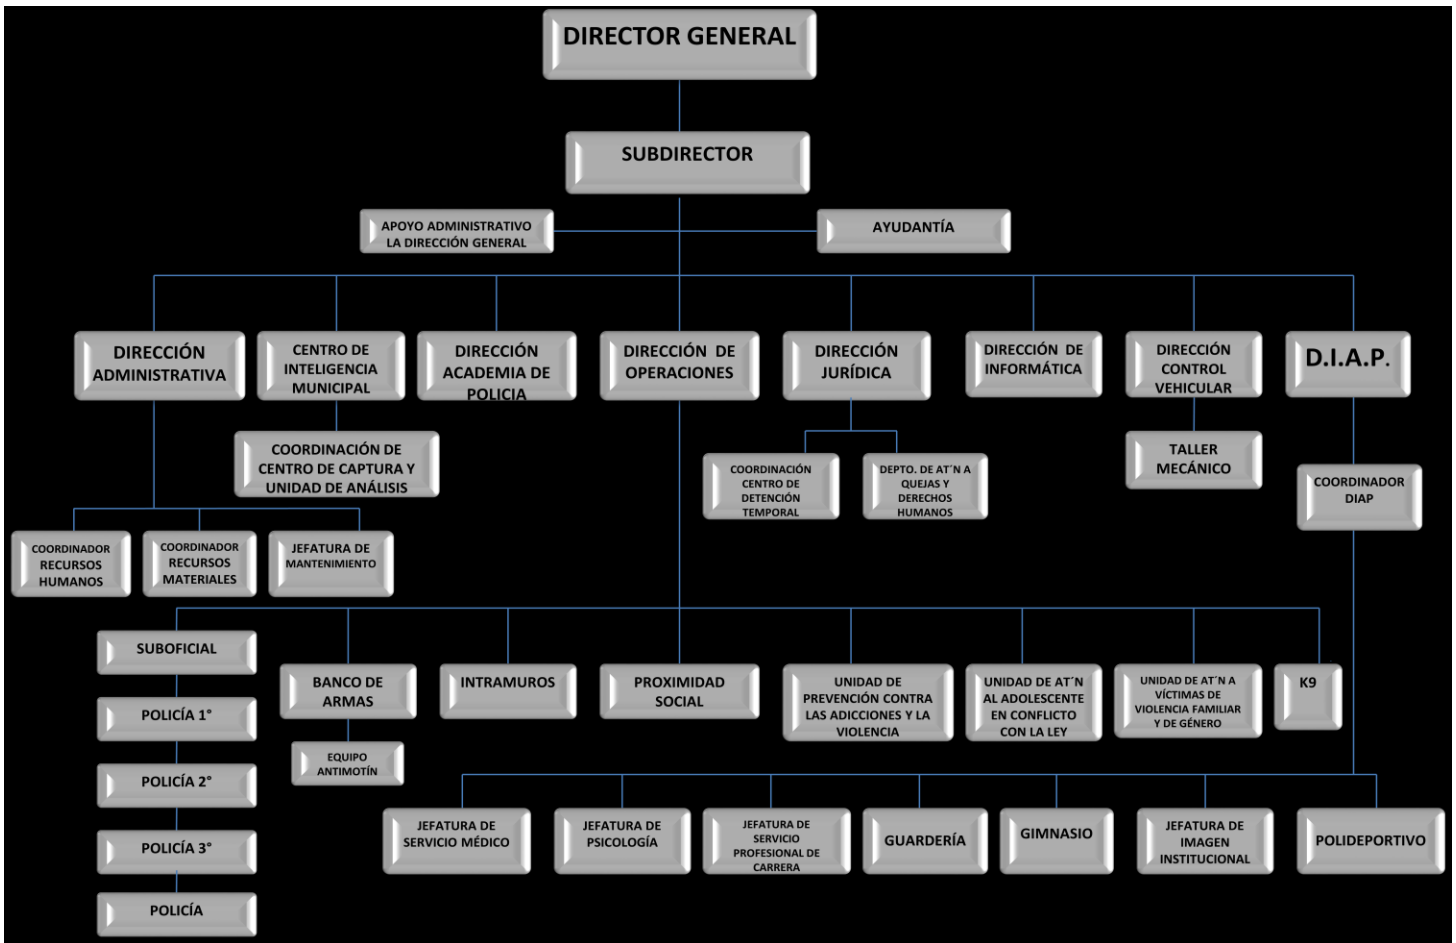 DIRECTOR GENERAL
SUBDIRECTOR
APOYO ADMINISTRATIVO
LA DIRECCIÓN GENERAL
AYUDANTÍA
DIRECCIÓN
ADMINISTRATIVA
CENTRO DE
INTELIGENCIA
MUNICIPAL
DIRECCIÓN
ACADEMIA DE
POLICIA
DIRECCIÓN DE
OPERACIONES
DIRECCIÓN
JURÍDICA
DIRECCIÓN DE
INFORMÁTICA
DIRECCIÓN
CONTROL
VEHICULAR
D.I.A.P.
COORDINACIÓN DE
CENTRO DE CAPTURA Y
UNIDAD DE ANÁLISIS
COORDINACIÓN
CENTRO DE
DETENCIÓN
TEMPORAL
DEPTO. DE AT´N A
QUEJAS Y
DERECHOS
HUMANOS
TALLER
MECÁNICO
COORDINADOR
DIAP
COORDINADOR
RECURSOS
HUMANOS
COORDINADOR
RECURSOS
MATERIALES
JEFATURA DE
MANTENIMIENTO
SUBOFICIAL
POLICÍA 1°
POLICÍA 2°
POLICÍA 3°
POLICÍA
BANCO DE
ARMAS
EQUIPO
ANTIMOTÍN
INTRAMUROS
PROXIMIDAD
SOCIAL
UNIDAD DE
PREVENCIÓN CONTRA
LAS ADICCIONES Y LA
VIOLENCIA
UNIDAD DE AT´N
AL ADOLESCENTE
EN CONFLICTO
CON LA LEY
UNIDAD DE AT´N A
VÍCTIMAS DE
VIOLENCIA FAMILIAR
Y DE GÉNERO
K9
JEFATURA DE
SERVICIO MÉDICO
JEFATURA DE
PSICOLOGÍA
JEFATURA DE
SERVICIO
PROFESIONAL DE
CARRERA
GUARDERÍA
GIMNASIO
JEFATURA DE
IMAGEN
INSTITUCIONAL
POLIDEPORTIVO